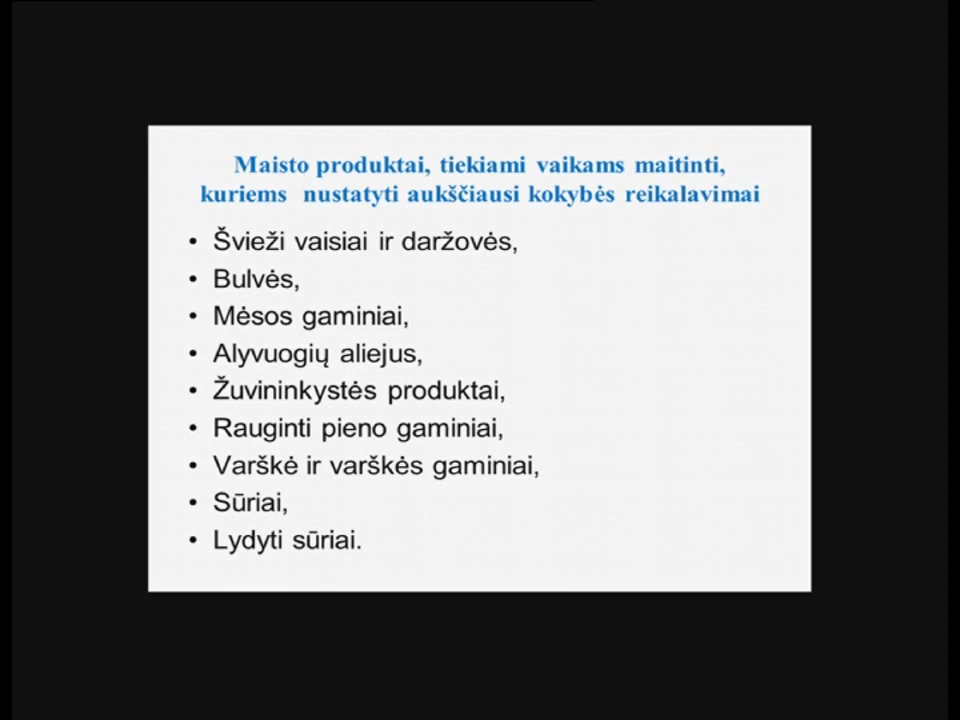 Maisto produktai, tiekiami vaikams maitinti,
kuriems nustatyti aukščiausi kokybės reikalavimai
• Švieži vaisiai ir daržovės,
• Bulvės,
• Mėsos gaminiai,
• Alyvuogių aliejus,
• Žuvininkystės produktai,
• Rauginti pieno gaminiai,
• Varškė ir varškės gaminiai,
• Sūriai,
• Lydyti sūriai.